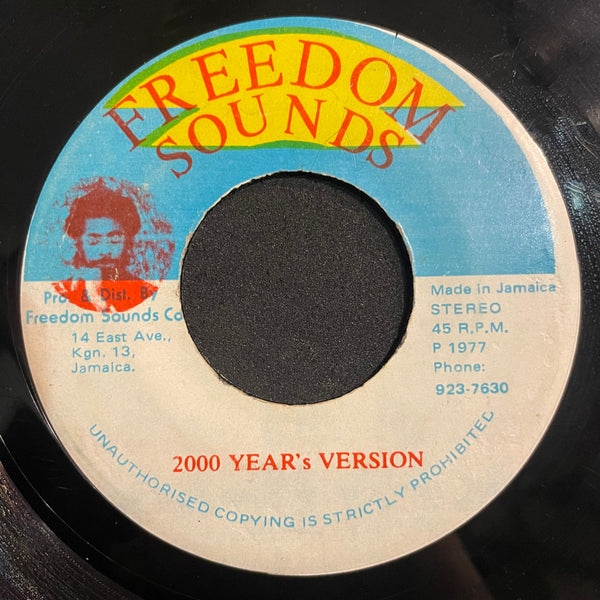 FREEDOM
SOUNDS
Pro. & Dist. By
Freedom Sounds Co
14 East Ave.,
Kgn. 13,
Jamaica.
Made in Jamaica
STEREO
45 R.P.M.
P 1977
Phone:
923-7630
2000 YEAR's VERSION
UNAUTHORISED COPYING IS STRICTLY PROHIBITED